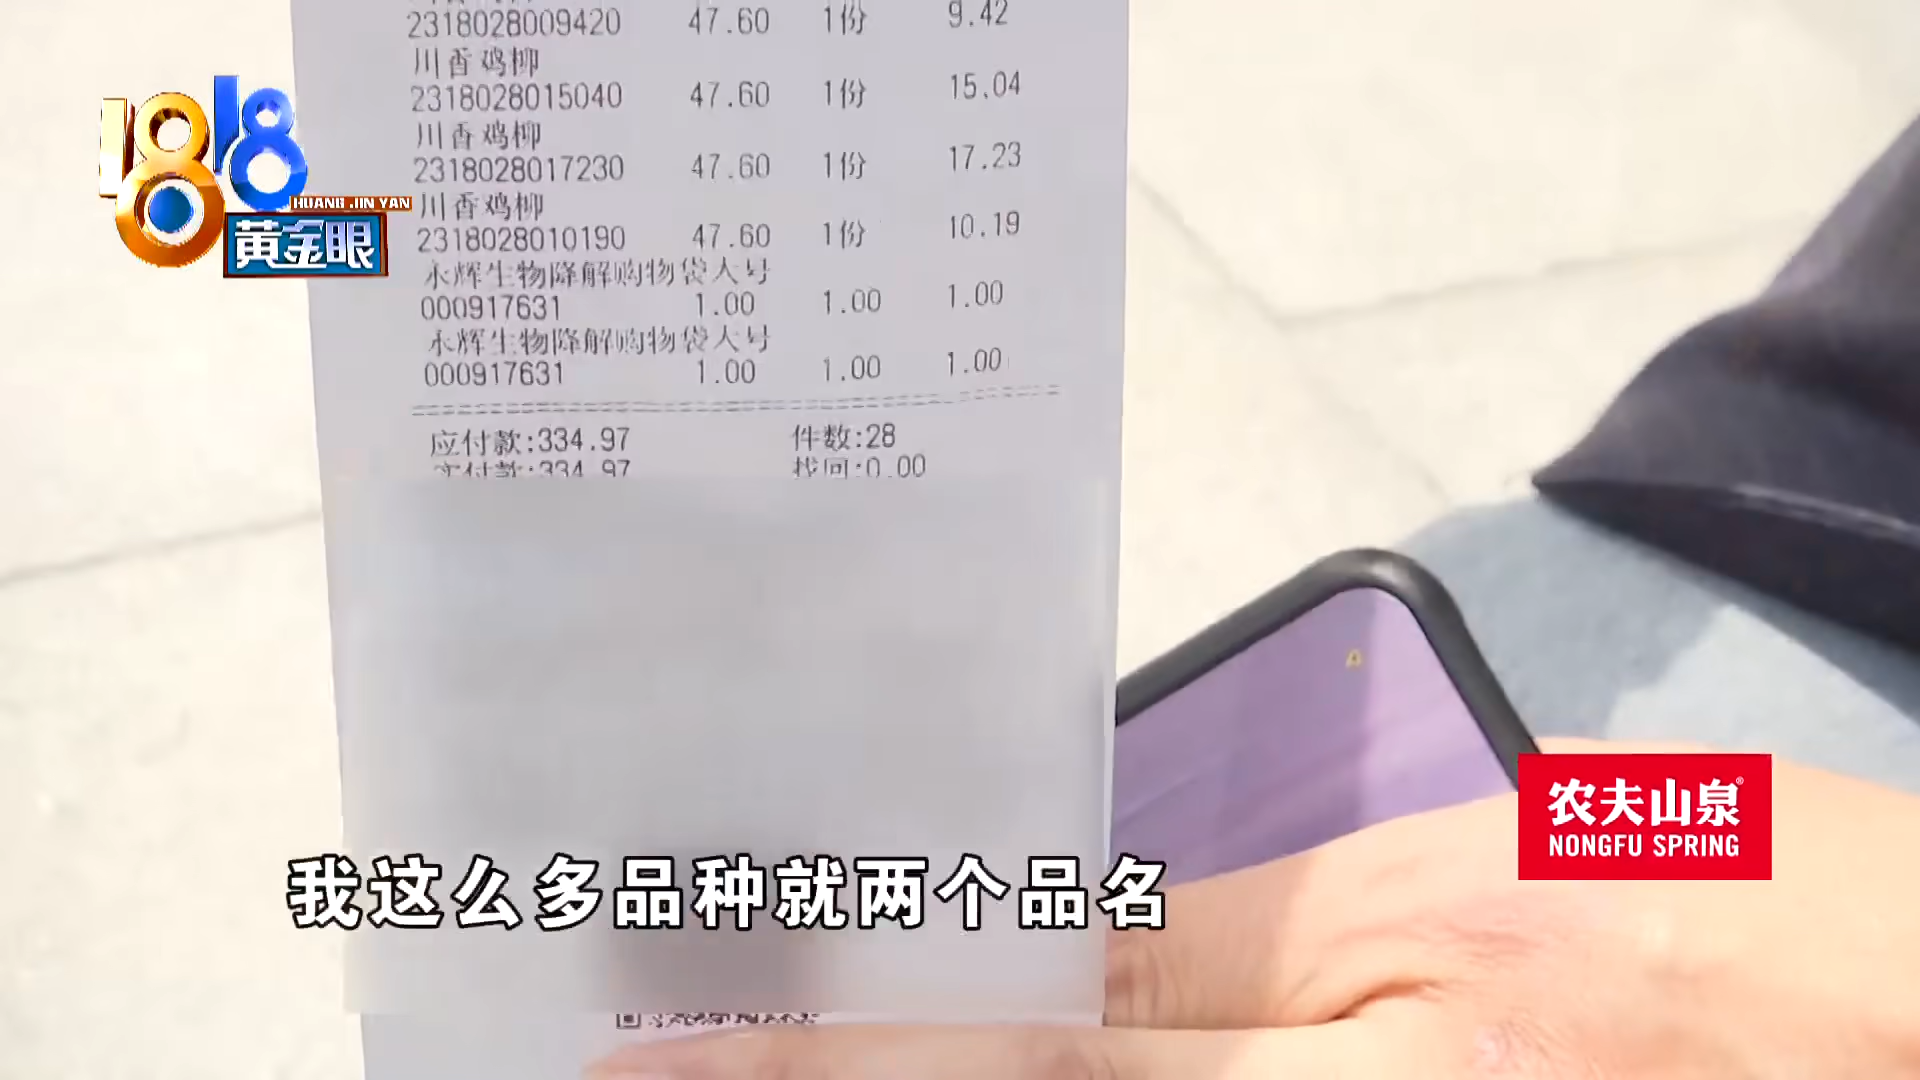 2318028009420 47.60 1份 9.42
川香鸡柳
2318028015040 47.60 1份 15.04
川香鸡柳
2318028017230 47.60 1份 17.23
川香鸡柳
2318028010190 47.60 1份 10.19
永辉生物降解购物袋大号
000917631 1.00 1.00 1.00
永辉生物降解购物袋大号
000917631 1.00 1.00 1.00
应付款:334.97 件数:28
实付款:334.97 找回:0.00
1818
HUANG JIN YAN
黄金眼
农夫山泉®
NONGFU SPRING
我这么多品种就两个品名